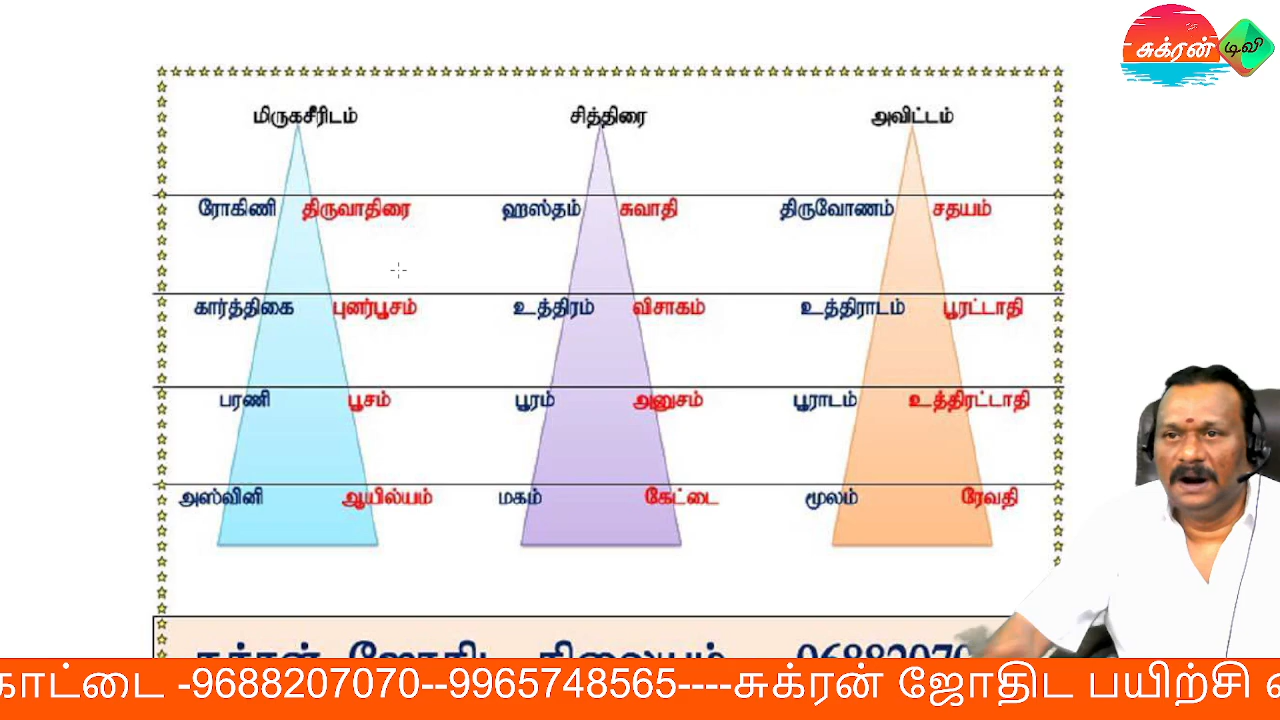 சுக்ரன் டிவி
மிருகசீரிடம் சித்திரை அவிட்டம்
ரோகிணி திருவாதிரை ஹஸ்தம் சுவாதி திருவோணம் சதயம்
கார்த்திகை புனர்பூசம் உத்திரம் விசாகம் உத்திராடம் பூரட்டாதி
பரணி பூசம் பூரம் அனுசம் பூராடம் உத்திரட்டாதி
அஸ்வினி ஆயில்யம் மகம் கேட்டை மூலம் ரேவதி
-9688207070--9965748565----சுக்ரன் ஜோதிட பயிற்சி